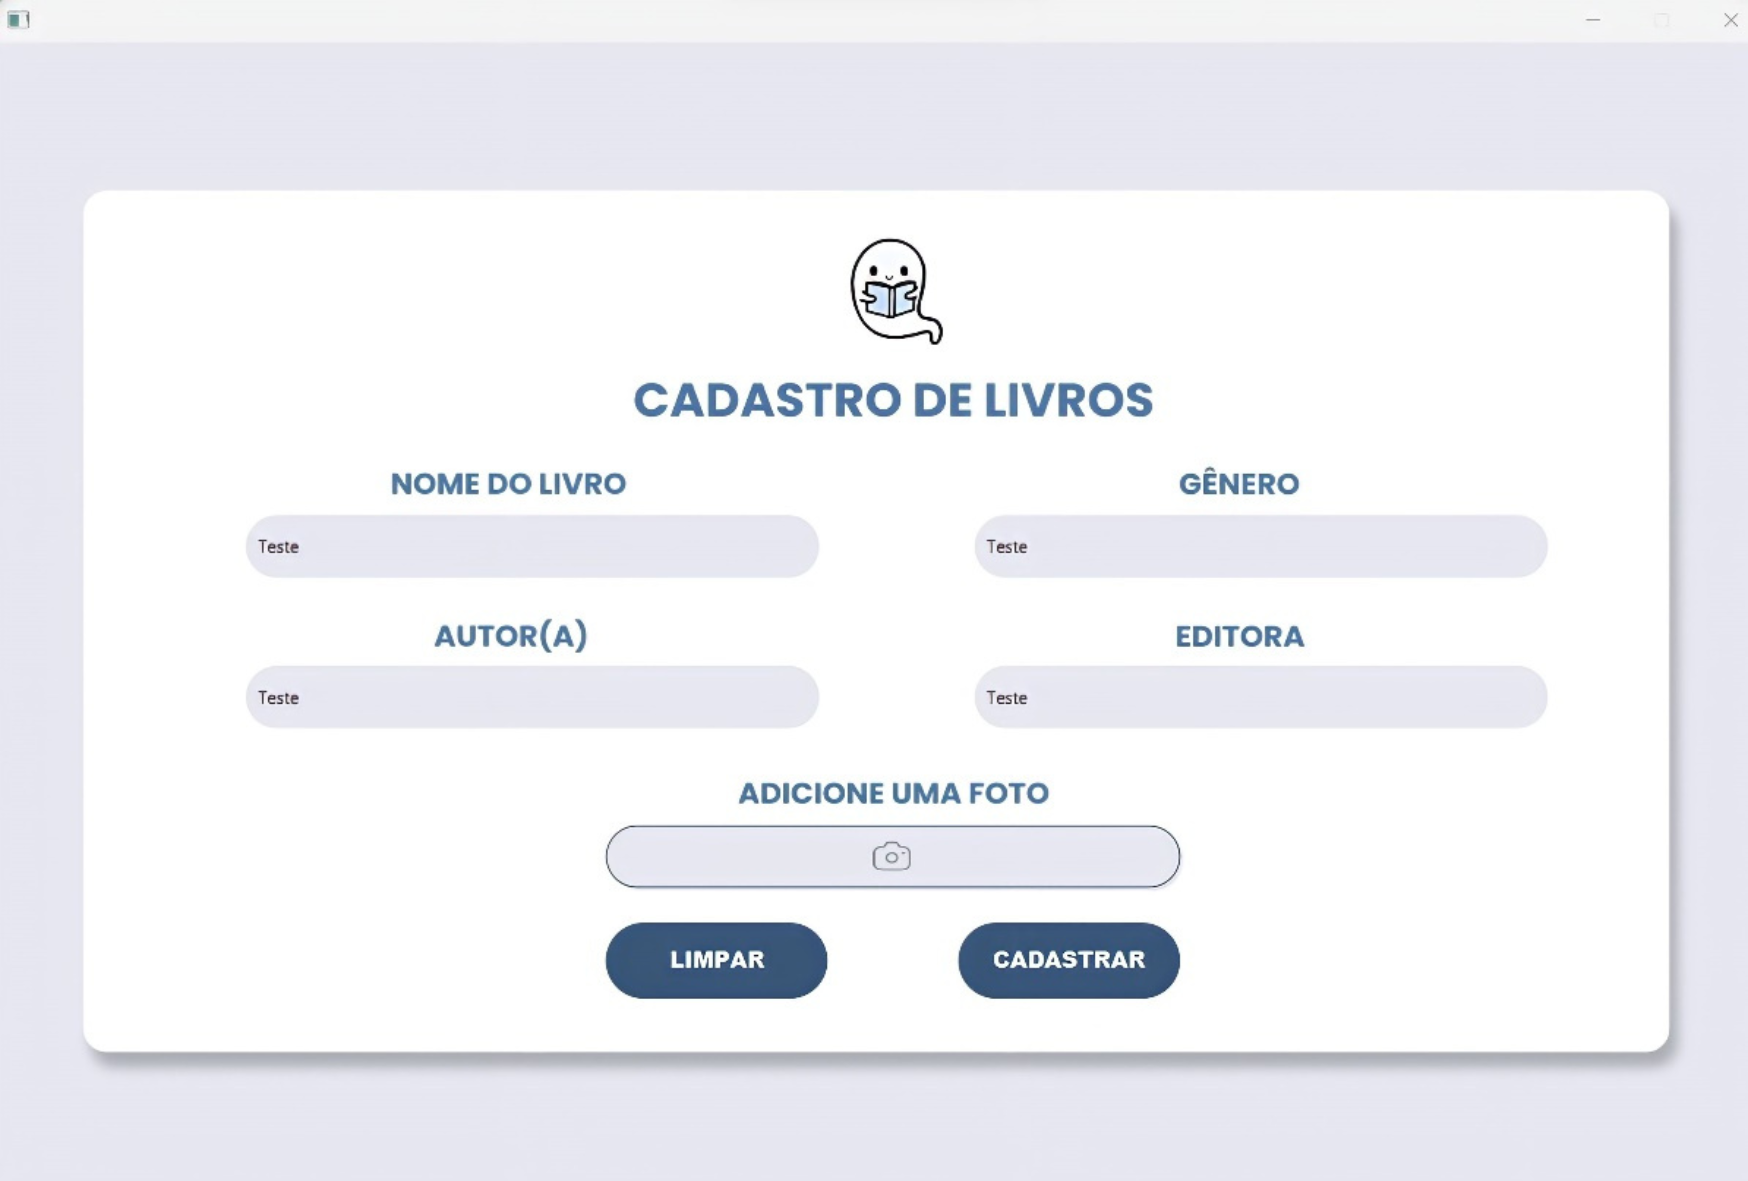 CADASTRO DE LIVROS
NOME DO LIVRO
GÊNERO
Teste
Teste
AUTOR(A)
EDITORA
Teste
Teste
ADICIONE UMA FOTO
LIMPAR
CADASTRAR